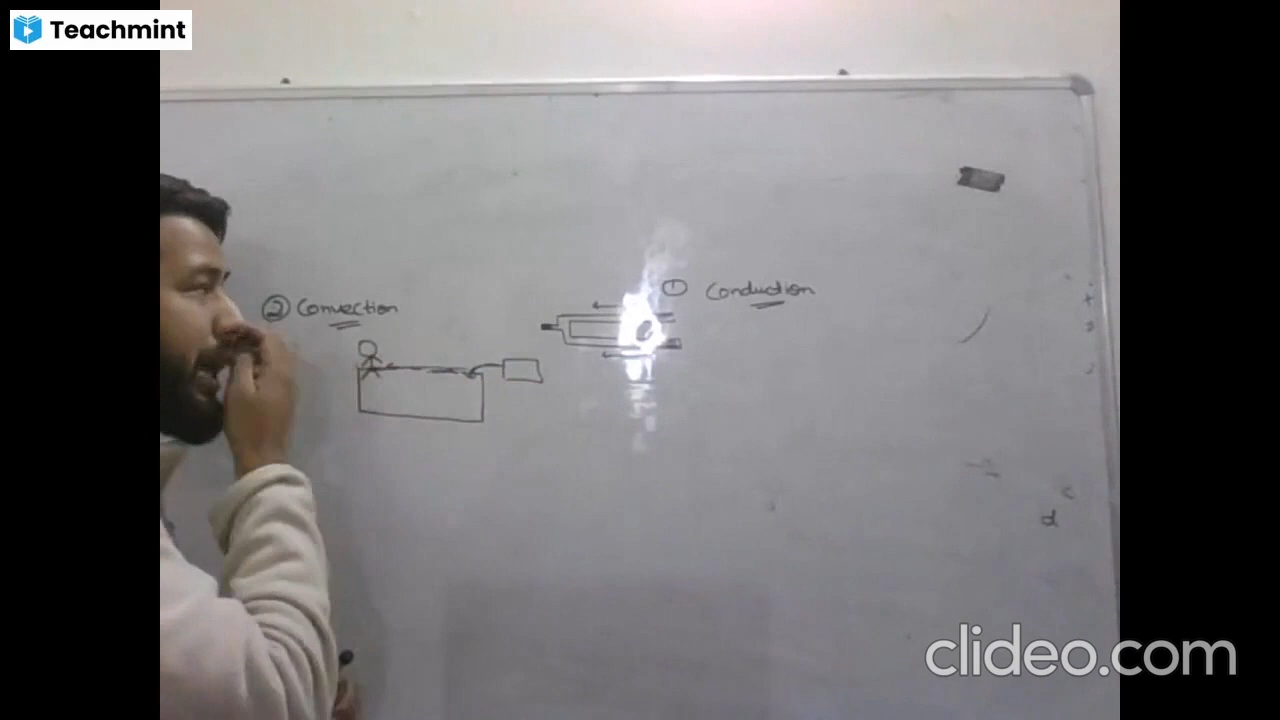 Teachmint
① Conduction
② Convection
c
d
clideo.com